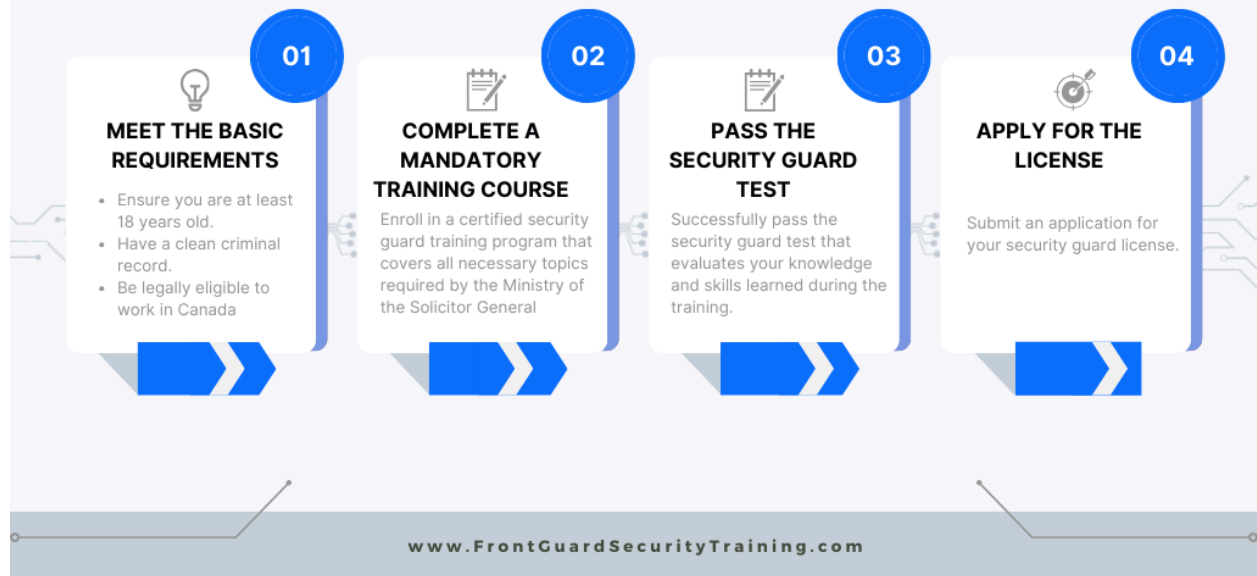 01
MEET THE BASIC
REQUIREMENTS
• Ensure you are at least
18 years old.
• Have a clean criminal
record.
• Be legally eligible to
work in Canada
02
COMPLETE A
MANDATORY
TRAINING COURSE
Enroll in a certified security
guard training program that
covers all necessary topics
required by the Ministry of
the Solicitor General
03
PASS THE
SECURITY GUARD
TEST
Successfully pass the
security guard test that
evaluates your knowledge
and skills learned during the
training.
04
APPLY FOR THE
LICENSE
Submit an application for
your security guard license.
www.FrontGuardSecurityTraining.com